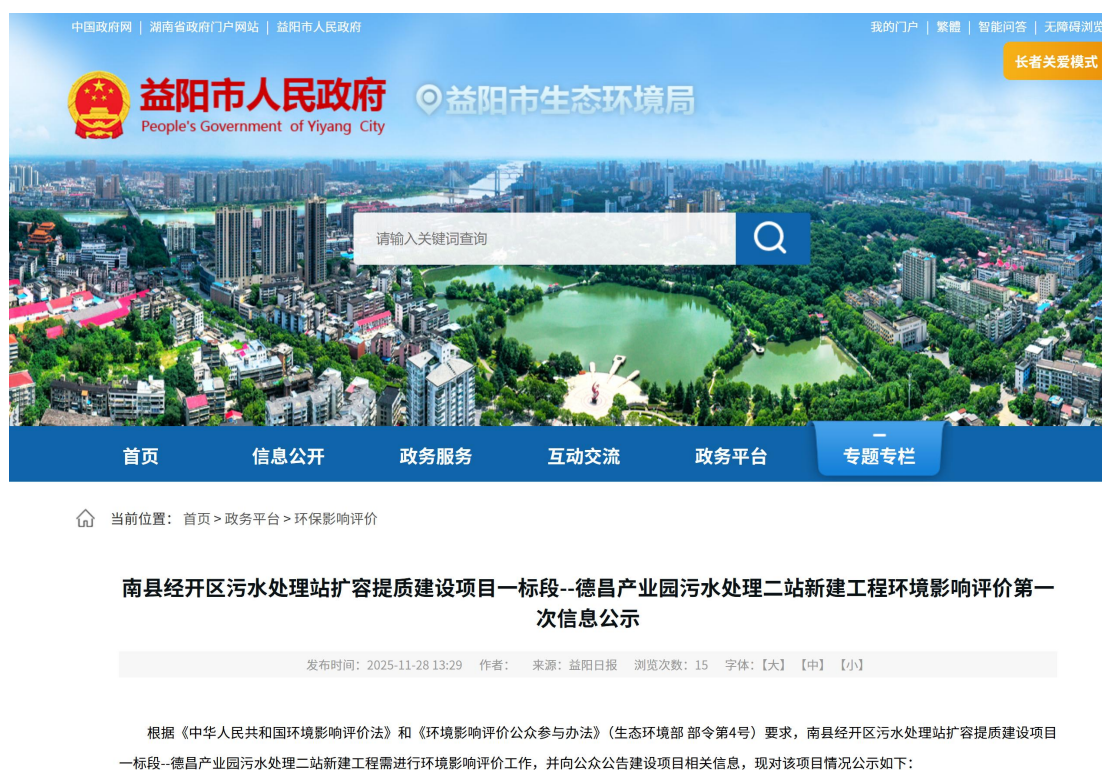 中国政府网 | 湖南省政府门户网站 | 益阳市人民政府
我的门户 | 繁體 | 智能问答 | 无障碍浏览
长者关爱模式
益阳市人民政府
People's Government of Yiyang City
益阳市生态环境局
请输入关键词查询
首页 信息公开 政务服务 互动交流 政务平台 专题专栏
当前位置： 首页 > 政务平台 > 环保影响评价
南县经开区污水处理站扩容提质建设项目一标段--德昌产业园污水处理二站新建工程环境影响评价第一
次信息公示
发布时间：2025-11-28 13:29 作者： 来源：益阳日报 浏览次数：15 字体：【大】 【中】 【小】
根据《中华人民共和国环境影响评价法》和《环境影响评价公众参与办法》（生态环境部 部令第4号）要求，南县经开区污水处理站扩容提质建设项目
一标段--德昌产业园污水处理二站新建工程需进行环境影响评价工作，并向公众公告建设项目相关信息，现对该项目情况公示如下：